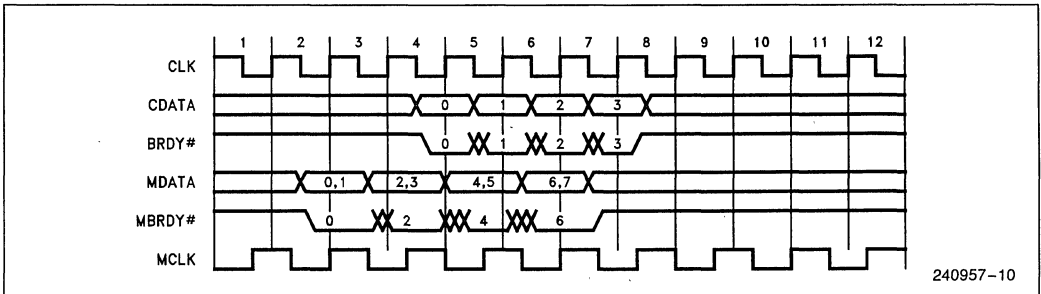 1 2 3 4 5 6 7 8 9 10 11 12
CLK
CDATA 0 1 2 3
BRDY# 0 1 2 3
MDATA 0,1 2,3 4,5 6,7
MBRDY# 0 2 4 6
MCLK
240957-10